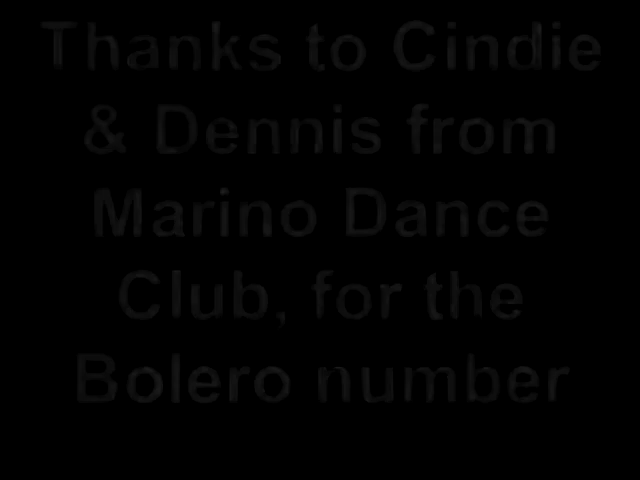 Thanks to Cindie
& Dennis from
Marino Dance
Club, for the
Bolero number